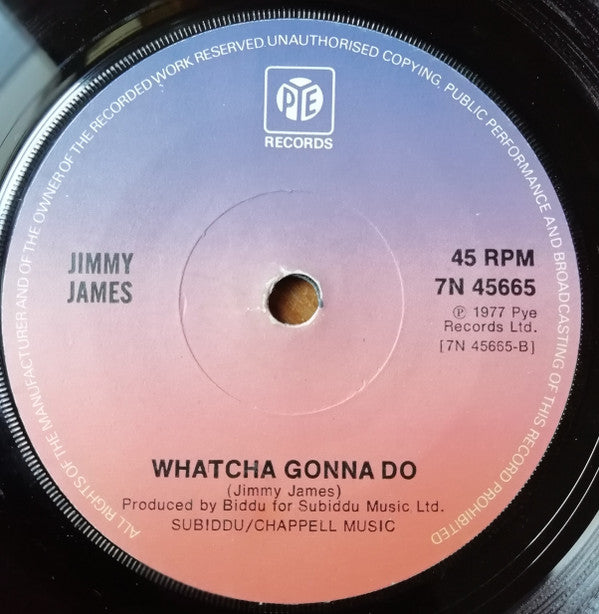 ALL RIGHTS OF THE MANUFACTURER AND OF THE OWNER OF THE RECORDED WORK RESERVED. UNAUTHORISED COPYING, PUBLIC PERFORMANCE AND BROADCASTING OF THIS RECORD PROHIBITED
PYE
RECORDS
JIMMY
JAMES
45 RPM
7N 45665
℗ 1977 Pye
Records Ltd.
[7N 45665-B]
WHATCHA GONNA DO
(Jimmy James)
Produced by Biddu for Subiddu Music Ltd.
SUBIDDU/CHAPPELL MUSIC